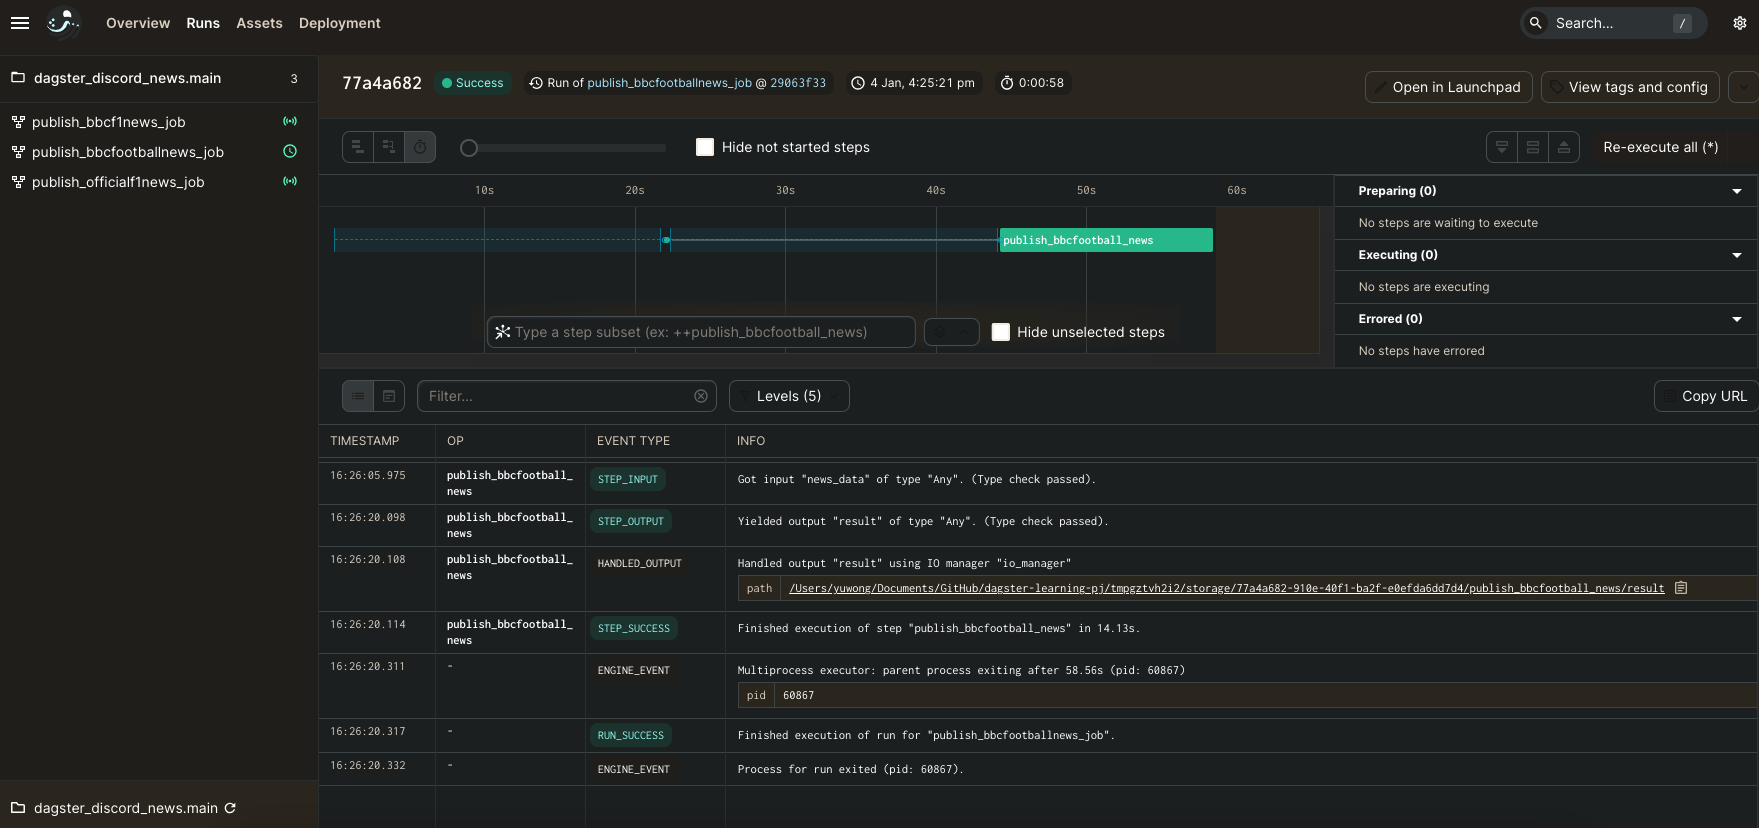 Overview Runs Assets Deployment Search... /
dagster_discord_news.main 3
publish_bbcf1news_job
publish_bbcfootballnews_job
publish_officialf1news_job
dagster_discord_news.main
77a4a682 Success Run of publish_bbcfootballnews_job @ 29063f33 4 Jan, 4:25:21 pm 0:00:58 Open in Launchpad View tags and config
Hide not started steps Re-execute all (*)
10s 20s 30s 40s 50s 60s
publish_bbcfootball_news
Type a step subset (ex: ++publish_bbcfootball_news) Hide unselected steps
Preparing (0)
No steps are waiting to execute
Executing (0)
No steps are executing
Errored (0)
No steps have errored
Filter... Levels (5) Copy URL
TIMESTAMP OP EVENT TYPE INFO
16:26:05.975 publish_bbcfootball_ STEP_INPUT Got input "news_data" of type "Any". (Type check passed).
news
16:26:20.098 publish_bbcfootball_ STEP_OUTPUT Yielded output "result" of type "Any". (Type check passed).
news
16:26:20.108 publish_bbcfootball_ HANDLED_OUTPUT Handled output "result" using IO manager "io_manager"
news
path /Users/yuwong/Documents/GitHub/dagster-learning-pj/tmpgztvh2i2/storage/77a4a682-910e-40f1-ba2f-e0efda6dd7d4/publish_bbcfootball_news/result
16:26:20.114 publish_bbcfootball_ STEP_SUCCESS Finished execution of step "publish_bbcfootball_news" in 14.13s.
news
16:26:20.311 - ENGINE_EVENT Multiprocess executor: parent process exiting after 58.56s (pid: 60867)
pid 60867
16:26:20.317 - RUN_SUCCESS Finished execution of run for "publish_bbcfootballnews_job".
16:26:20.332 - ENGINE_EVENT Process for run exited (pid: 60867).